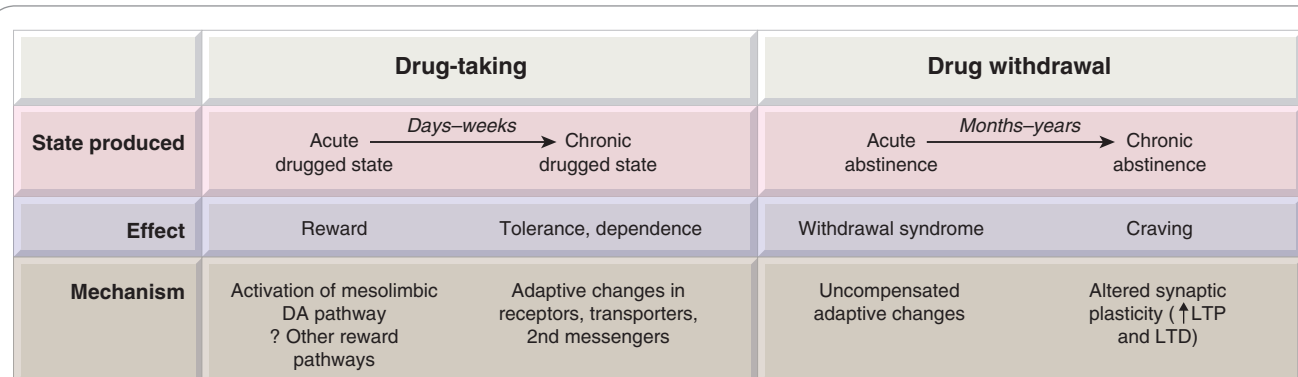 Drug-taking
Drug withdrawal
State produced
Acute
drugged state
Days–weeks
Chronic
drugged state
Acute
abstinence
Months–years
Chronic
abstinence
Effect
Reward
Tolerance, dependence
Withdrawal syndrome
Craving
Mechanism
Activation of mesolimbic
DA pathway
? Other reward
pathways
Adaptive changes in
receptors, transporters,
2nd messengers
Uncompensated
adaptive changes
Altered synaptic
plasticity (↑LTP
and LTD)